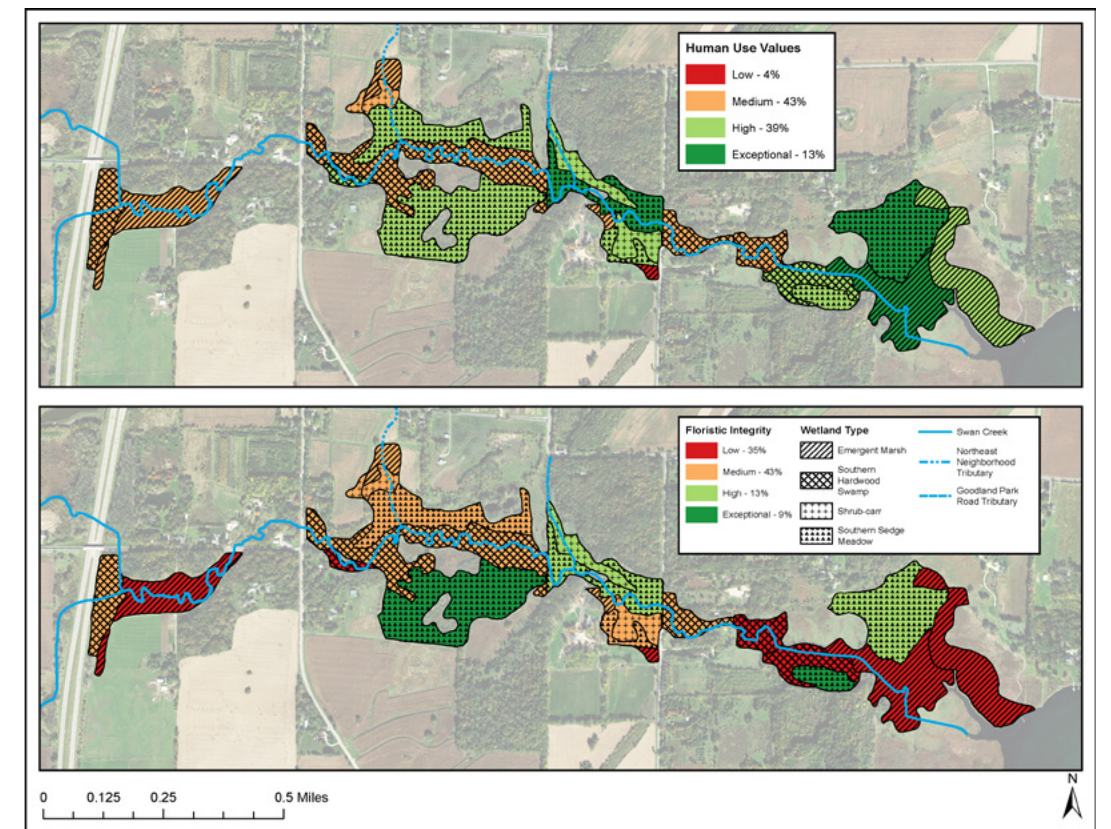 Human Use Values
Low - 4%
Medium - 43%
High - 39%
Exceptional - 13%
Floristic Integrity
Low - 35%
Medium - 43%
High - 13%
Exceptional - 9%
Wetland Type
Emergent Marsh
Southern
Hardwood
Swamp
Shrub-carr
Southern Sedge
Meadow
Swan Creek
Northeast
Neighborhood
Tributary
Goodland Park
Road Tributary
0 0.125 0.25 0.5 Miles
N